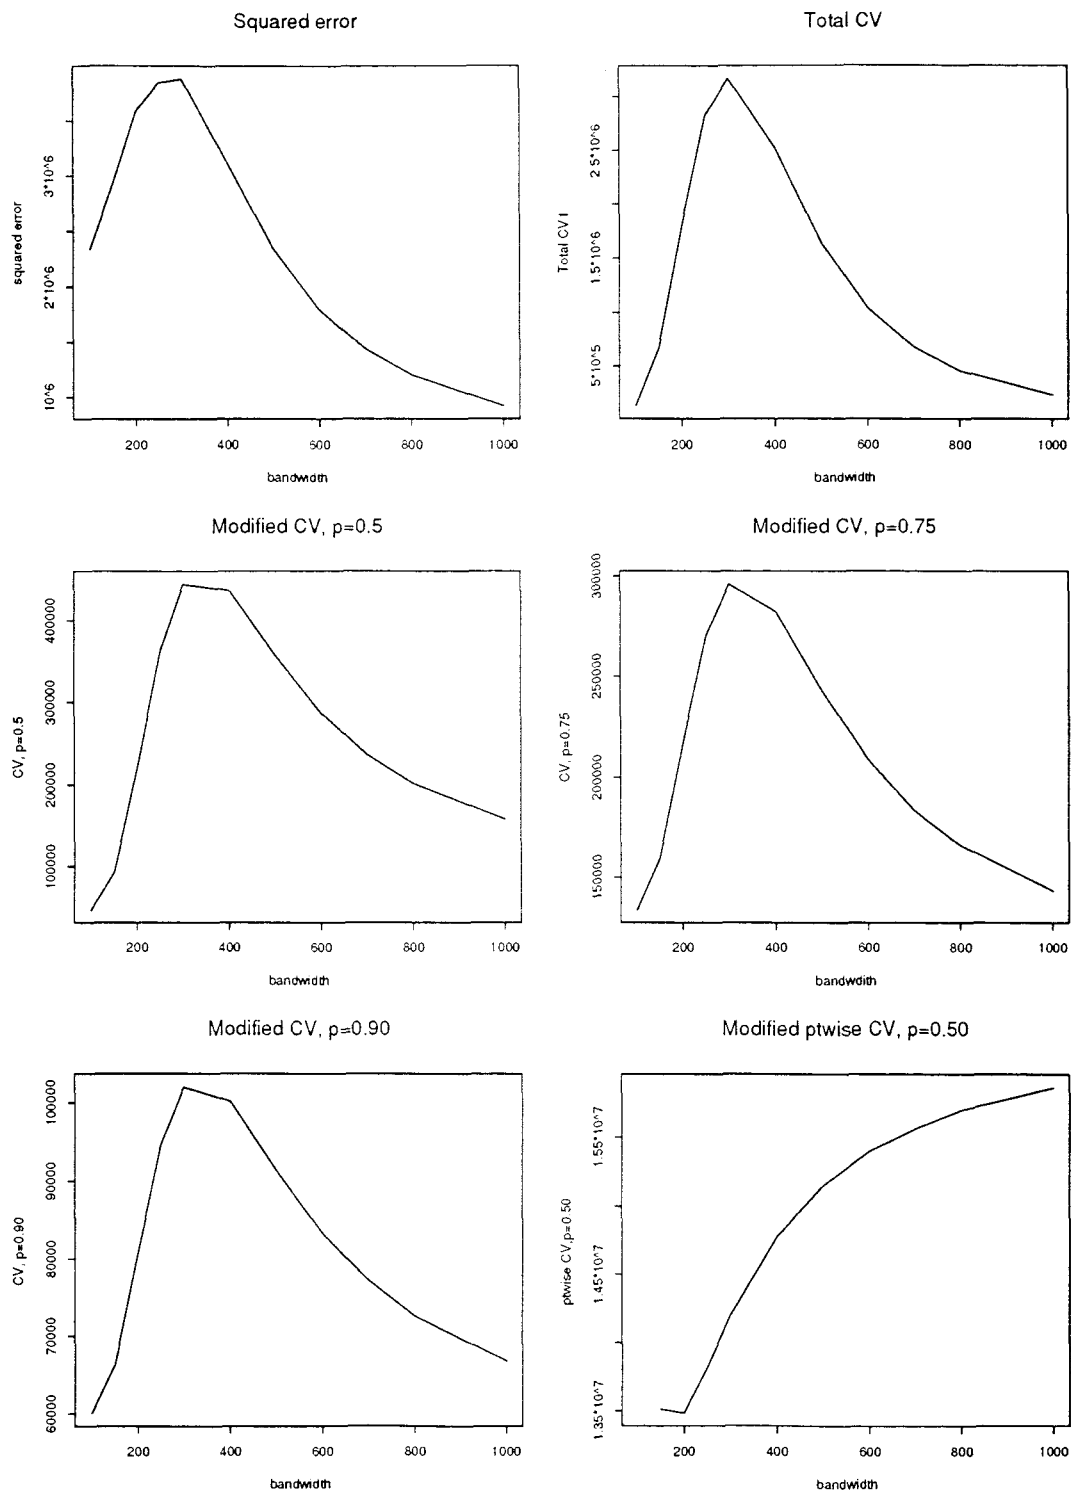 Squared error
squared error
3*10^6
2*10^6
10^6
200 400 600 800 1000
bandwidth
Total CV
Total CV I
2 5*10^6
1.5*10^6
5*10^5
200 400 600 800 1000
bandwidth
Modified CV, p=0.5
CV, p=0.5
400000
300000
200000
100000
200 400 600 800 1000
bandwidth
Modified CV, p=0.75
CV, p=0.75
300000
250000
200000
150000
200 400 600 800 1000
bandwidth
Modified CV, p=0.90
CV, p=0.90
100000
90000
80000
70000
60000
200 400 600 800 1000
bandwidth
Modified ptwise CV, p=0.50
ptwise CV,p=0.50
1.55*10^7
1.45*10^7
1.35*10^7
200 400 600 800 1000
bandwidth